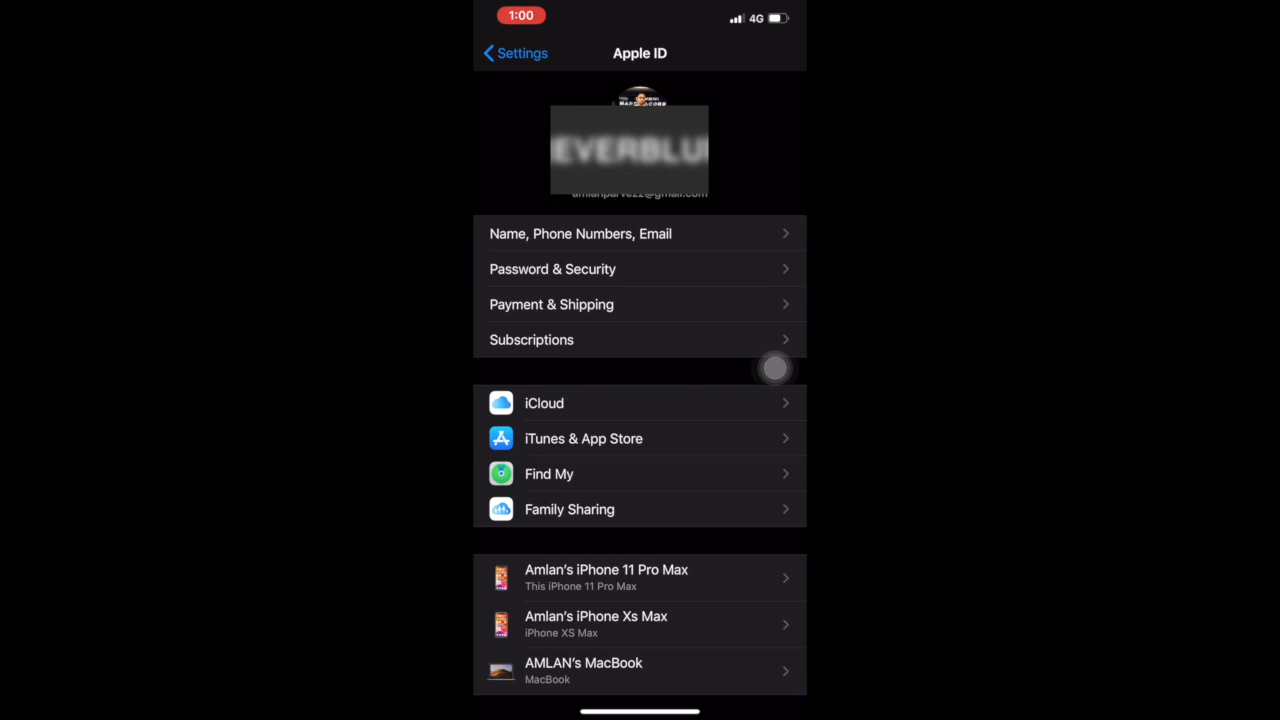 1:00
4G
Settings
Apple ID
EVERBLU
Name, Phone Numbers, Email
Password & Security
Payment & Shipping
Subscriptions
iCloud
iTunes & App Store
Find My
Family Sharing
Amlan's iPhone 11 Pro Max
This iPhone 11 Pro Max
Amlan's iPhone Xs Max
iPhone XS Max
AMLAN's MacBook
MacBook